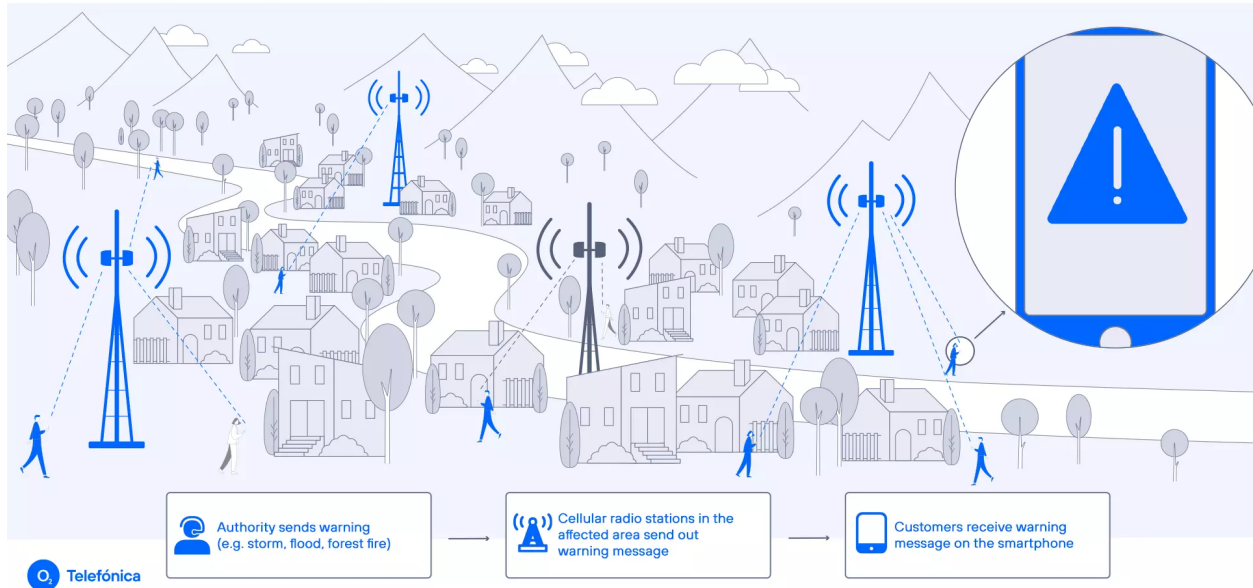 Authority sends warning
(e.g. storm, flood, forest fire)
Cellular radio stations in the
affected area send out
warning message
Customers receive warning
message on the smartphone
O₂ Telefónica